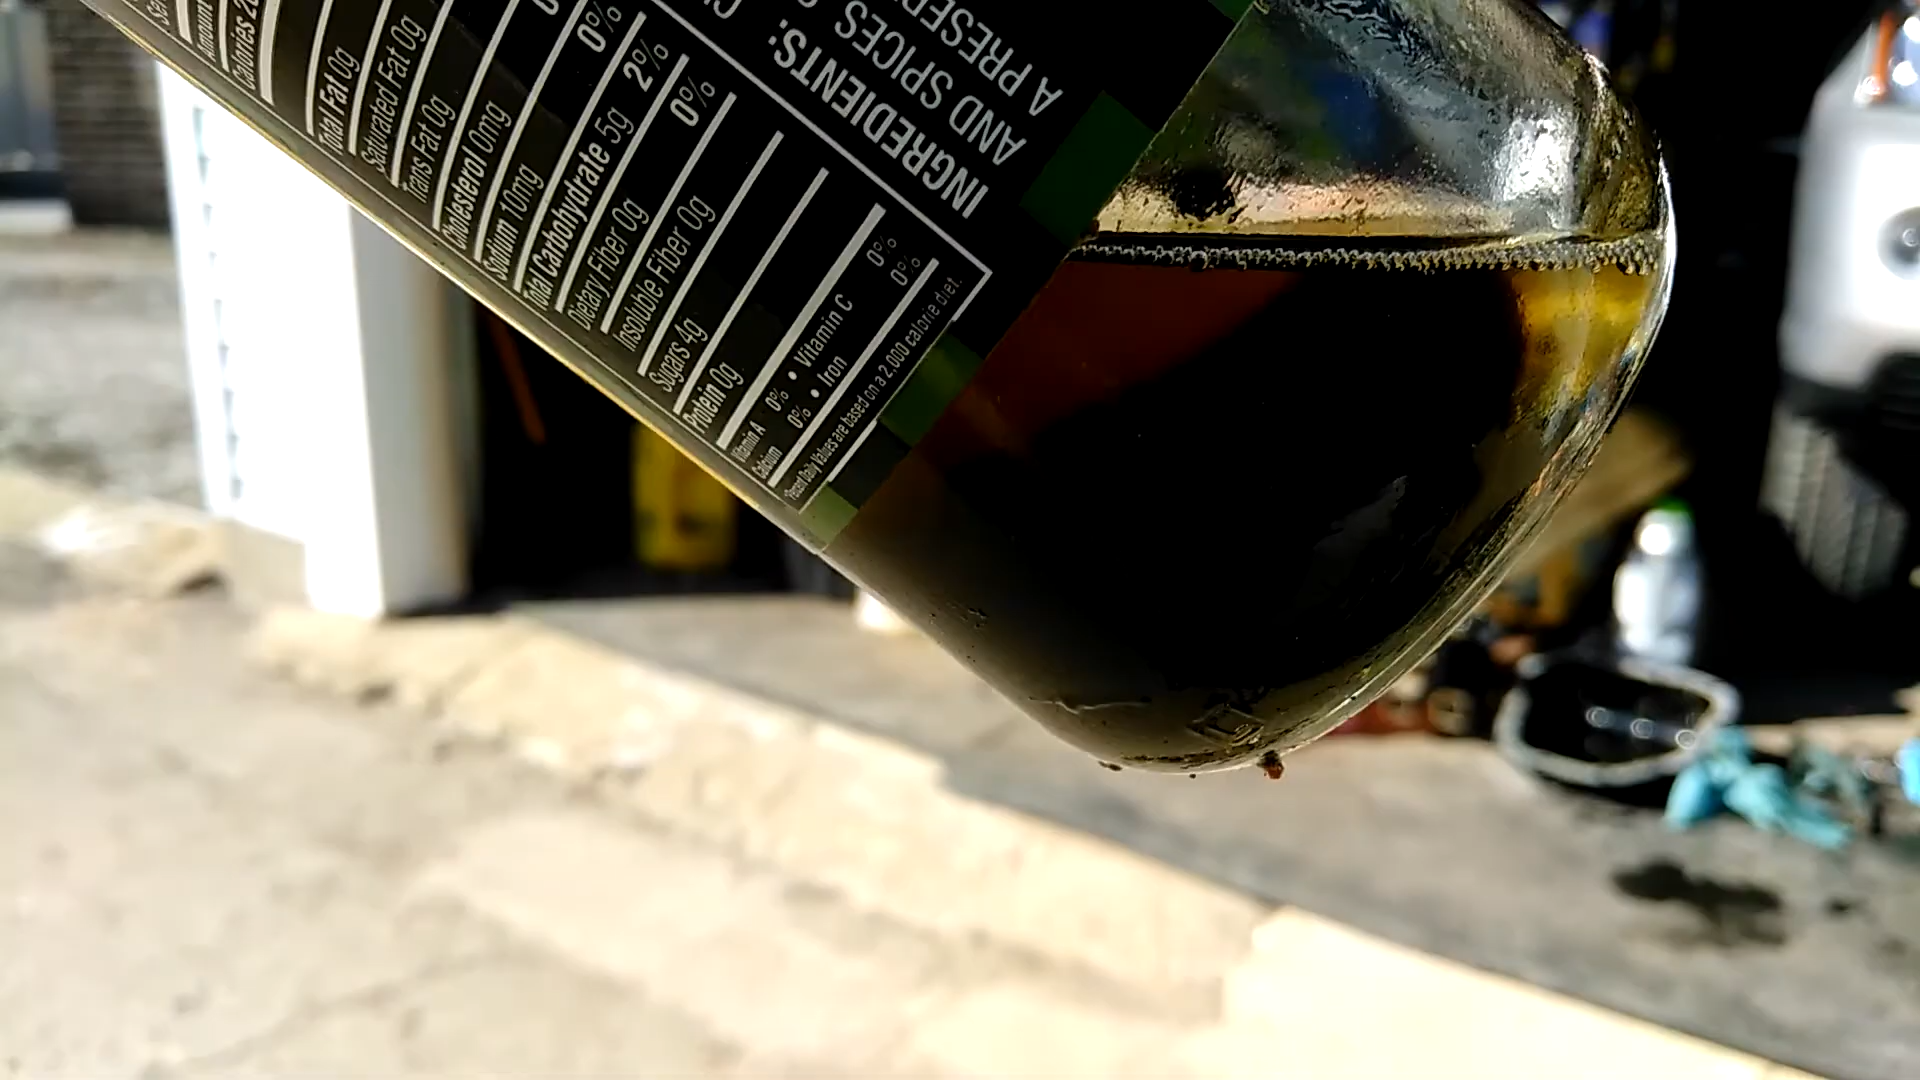 Amount
Calories
Total Fat 0g
Saturated Fat 0g
Trans Fat 0g
Cholesterol 0mg 0%
Sodium 10mg 0%
Total Carbohydrate 5g 2%
Dietary Fiber 0g 0%
Insoluble Fiber 0g
Sugars 4g
Protein 0g
Vitamin A 0% • Vitamin C 0%
Calcium 0% • Iron 0%
*Percent Daily Values are based on a 2,000 calorie diet.
INGREDIENTS:
AND SPICES